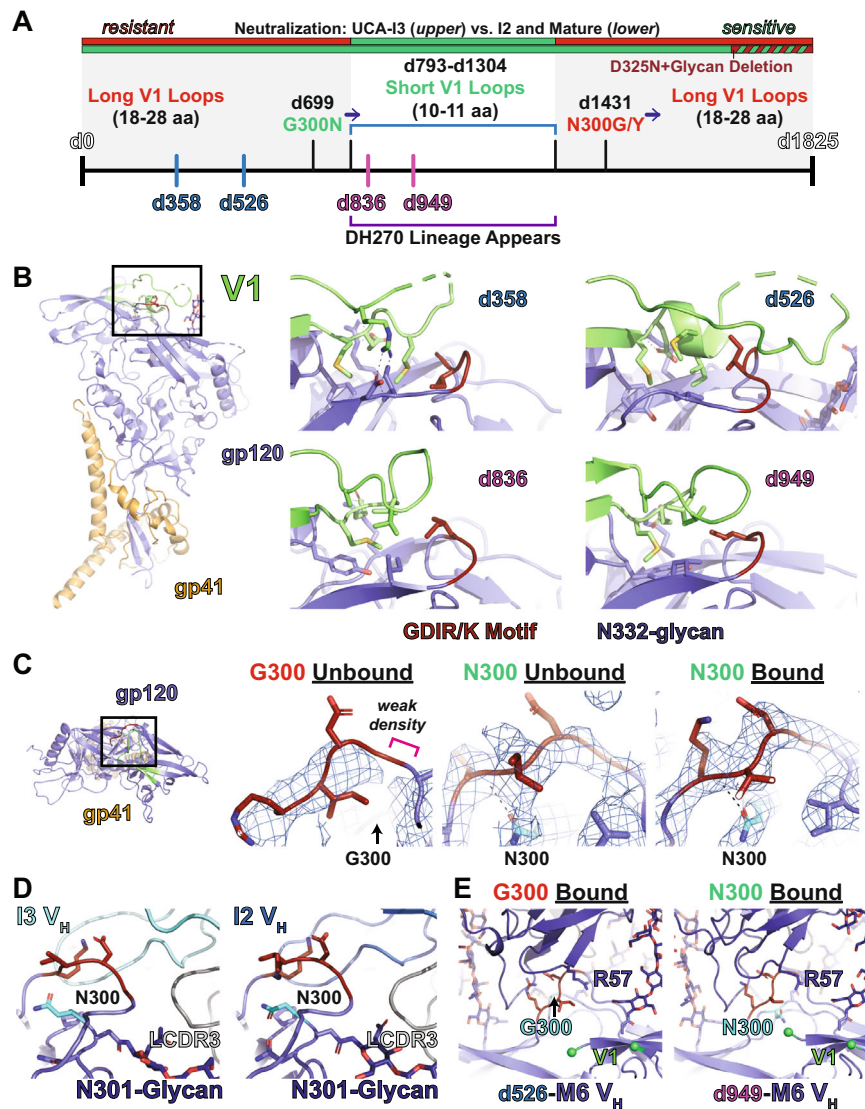 A
Neutralization: UCA-I3 (upper) vs. I2 and Mature (lower)
resistant
sensitive
D325N+Glycan Deletion
d793-d1304
Short V1 Loops
(10-11 aa)
Long V1 Loops
(18-28 aa)
d699
G300N
d1431
N300G/Y
Long V1 Loops
(18-28 aa)
d0
d1825
d358
d526
d836
d949
DH270 Lineage Appears
B
V1
gp120
gp41
d358
d526
d836
d949
GDIR/K Motif
N332-glycan
C
gp120
gp41
G300 Unbound
weak
density
G300
N300 Unbound
N300
N300 Bound
N300
D
I3 VH
N300
LCDR3
N301-Glycan
I2 VH
N300
LCDR3
N301-Glycan
E
G300 Bound
R57
G300
V1
d526-M6 VH
N300 Bound
R57
N300
V1
d949-M6 VH